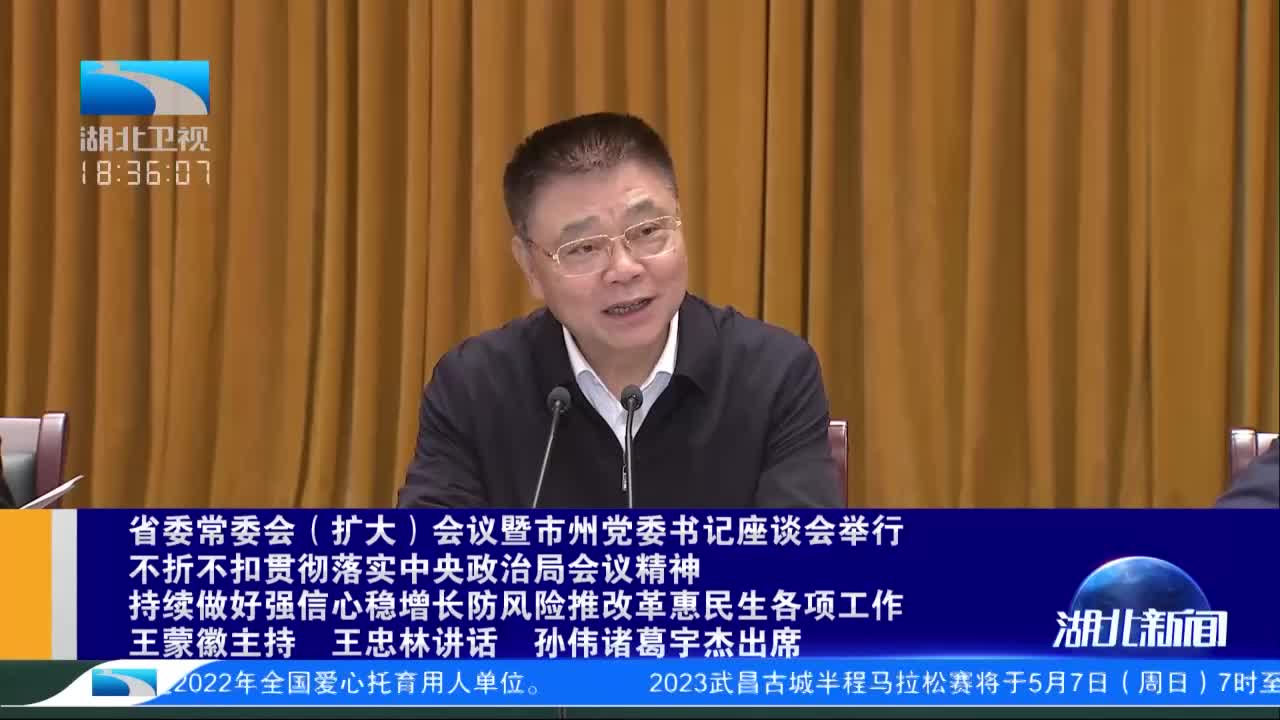 湖北卫视
18:36:07
省委常委会（扩大）会议暨市州党委书记座谈会举行
不折不扣贯彻落实中央政治局会议精神
持续做好强信心稳增长防风险推改革惠民生各项工作
王蒙徽主持 王忠林讲话 孙伟诸葛宇杰出席
湖北新闻
2022年全国爱心托育用人单位。 2023武昌古城半程马拉松赛将于5月7日（周日）7时至